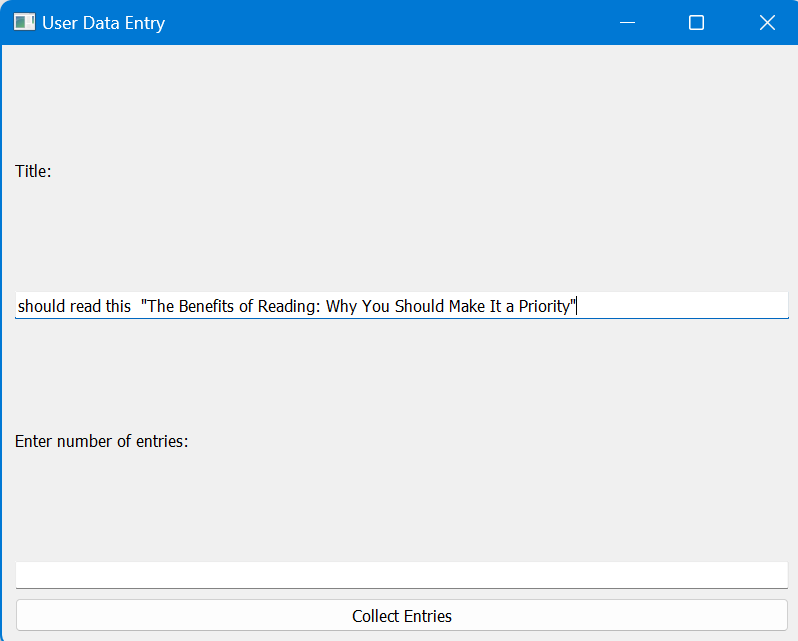 User Data Entry
Title:
should read this  "The Benefits of Reading: Why You Should Make It a Priority"
Enter number of entries:
Collect Entries